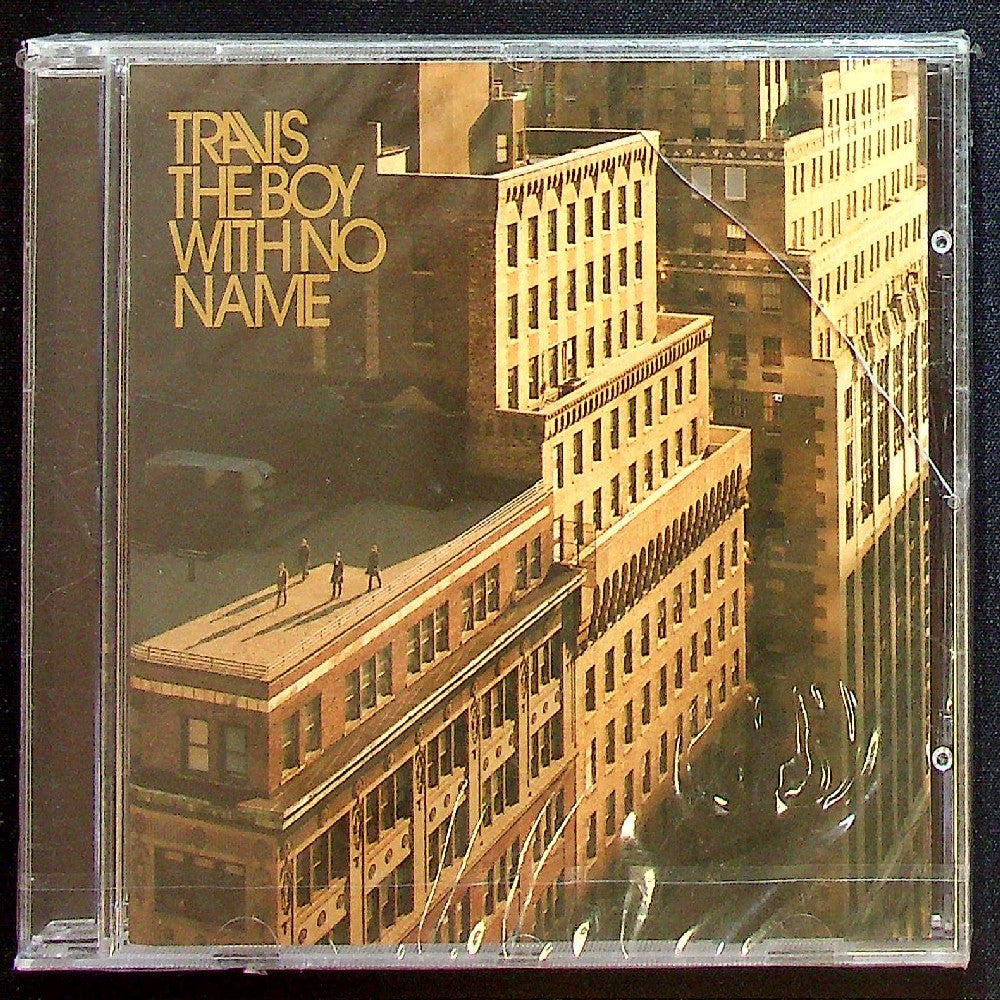 TRAVIS
THE BOY
WITH NO
NAME